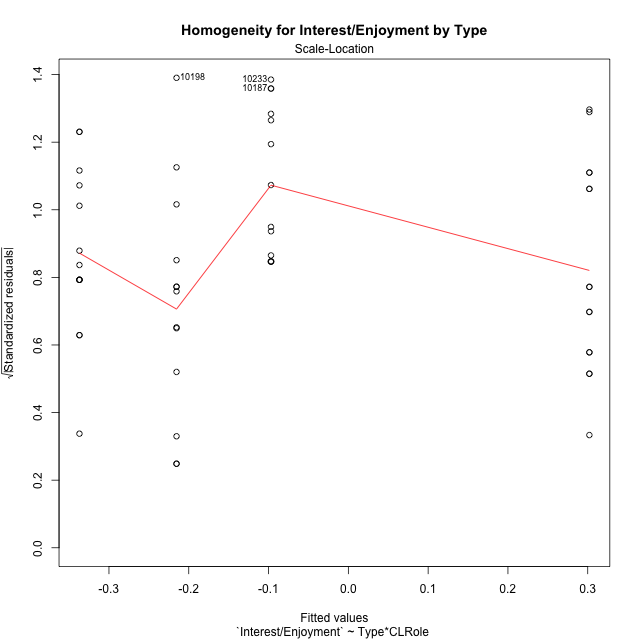 Homogeneity for Interest/Enjoyment by Type
Scale-Location
√|Standardized residuals|
1.4
1.2
1.0
0.8
0.6
0.4
0.2
0.0
10198
10233
10187
-0.3 -0.2 -0.1 0.0 0.1 0.2 0.3
Fitted values
`Interest/Enjoyment` ~ Type*CLRole